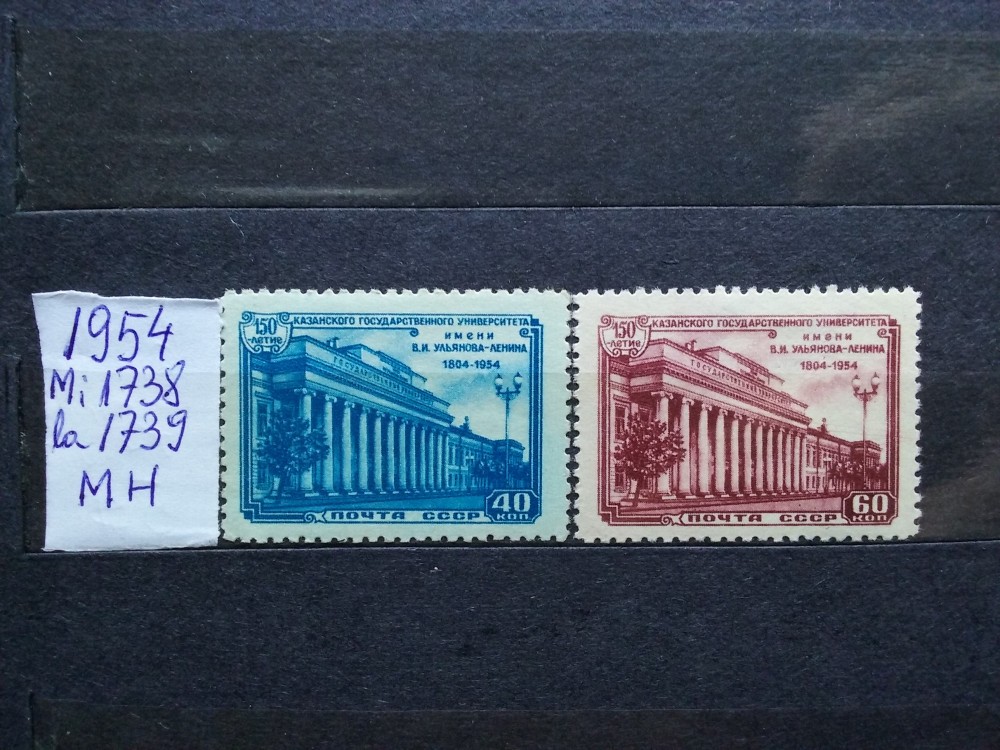 1954
Mi 1738
la 1739
MH
150
ЛЕТИЕ
КАЗАНСКОГО ГОСУДАРСТВЕННОГО УНИВЕРСИТЕТА
ИМЕНИ
В.И. УЛЬЯНОВА-ЛЕНИНА
1804-1954
ПОЧТА СССР
40
КОП.
150
ЛЕТИЕ
КАЗАНСКОГО ГОСУДАРСТВЕННОГО УНИВЕРСИТЕТА
ИМЕНИ
В.И. УЛЬЯНОВА-ЛЕНИНА
1804-1954
ПОЧТА СССР
60
КОП.